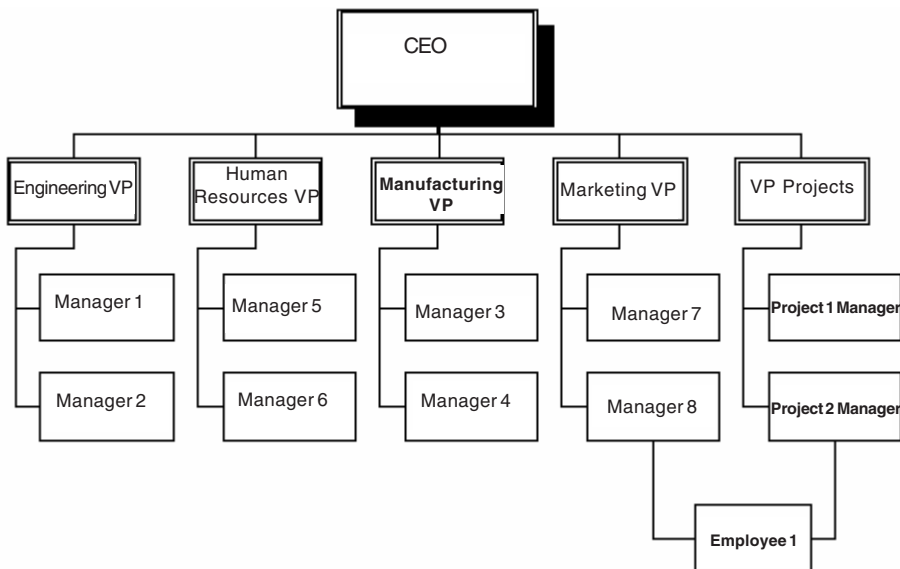 CEO
Engineering VP
Human
Resources VP
Manufacturing
VP
Marketing VP
VP Projects
Manager 1
Manager 5
Manager 3
Manager 7
Project 1 Manager
Manager 2
Manager 6
Manager 4
Manager 8
Project 2 Manager
Employee 1